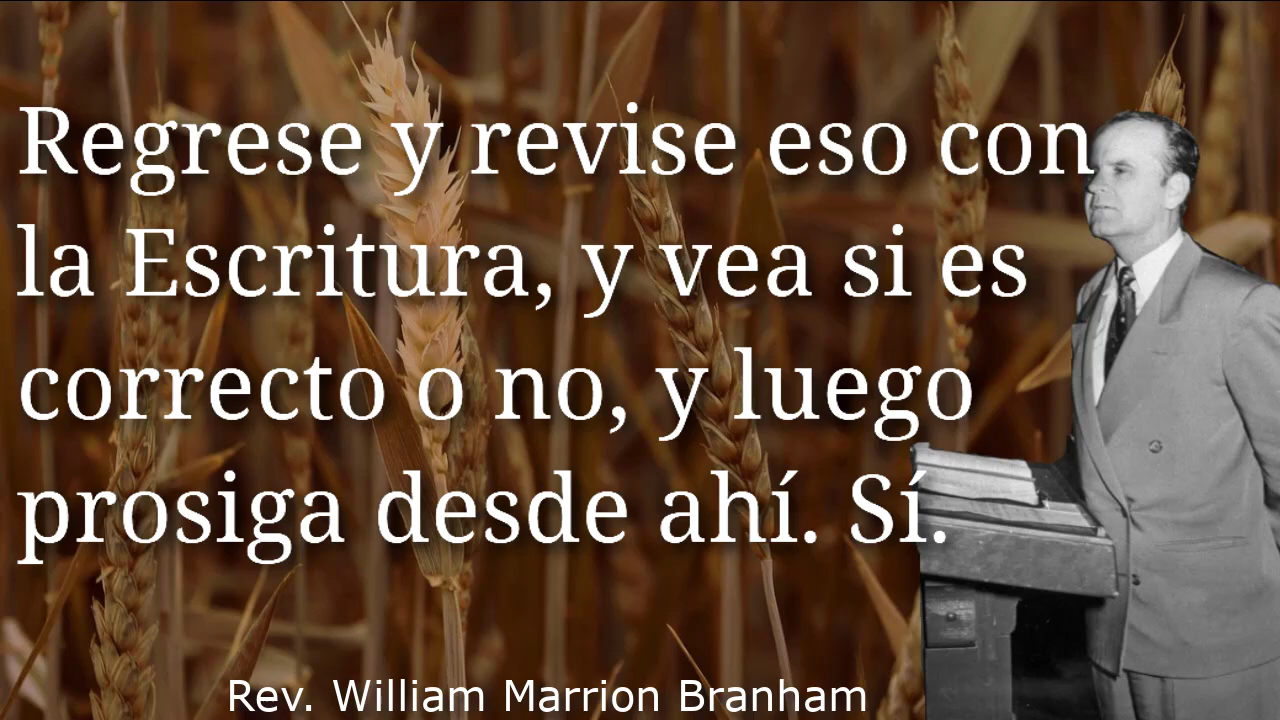 Regrese y revise eso con
la Escritura, y vea si es
correcto o no, y luego
prosiga desde ahí. Sí.
Rev. William Marrion Branham